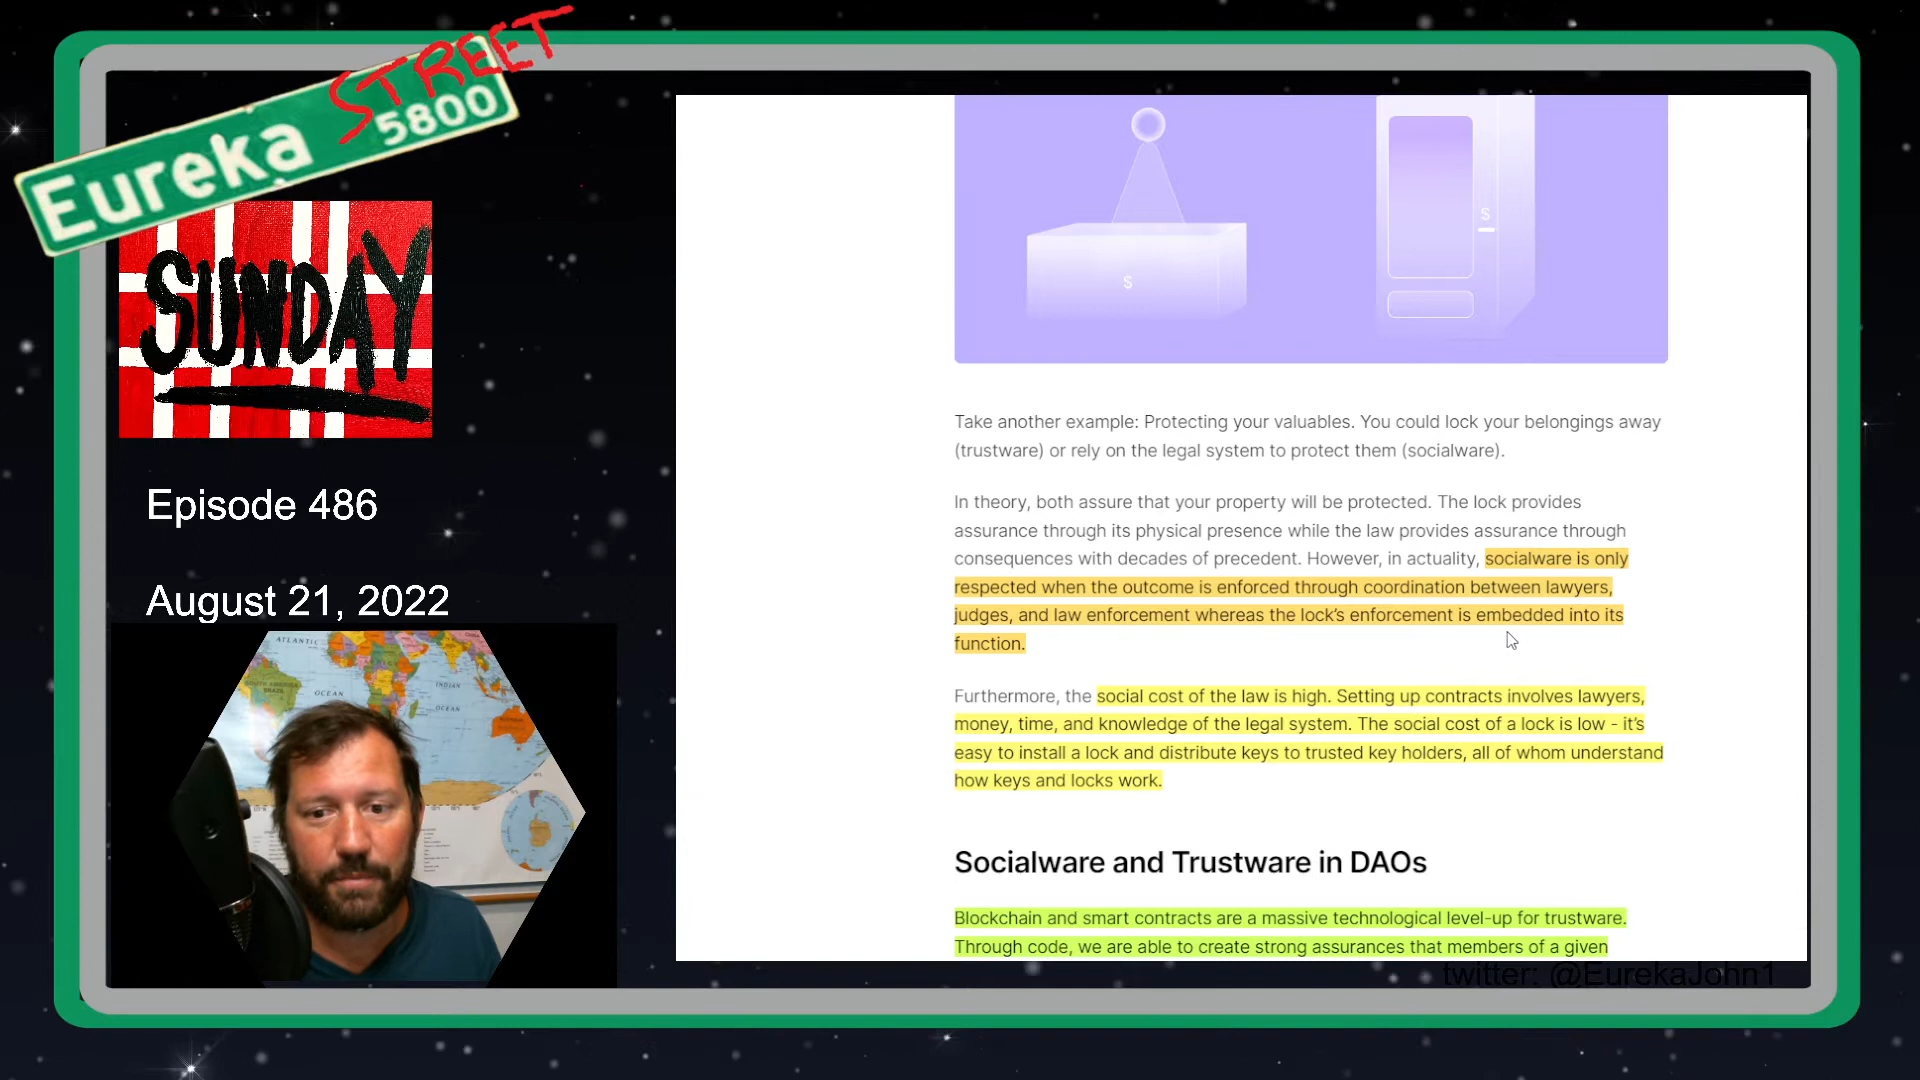 STREET
5800
Eureka
SUNDAY
Episode 486
August 21, 2022
ATLANTIC
SOUTH AMERICA
BRAZIL
OCEAN
INDIAN
OCEAN
$
$
Take another example: Protecting your valuables. You could lock your belongings away
(trustware) or rely on the legal system to protect them (socialware).
In theory, both assure that your property will be protected. The lock provides
assurance through its physical presence while the law provides assurance through
consequences with decades of precedent. However, in actuality, socialware is only
respected when the outcome is enforced through coordination between lawyers,
judges, and law enforcement whereas the lock’s enforcement is embedded into its
function.
Furthermore, the social cost of the law is high. Setting up contracts involves lawyers,
money, time, and knowledge of the legal system. The social cost of a lock is low - it’s
easy to install a lock and distribute keys to trusted key holders, all of whom understand
how keys and locks work.
Socialware and Trustware in DAOs
Blockchain and smart contracts are a massive technological level-up for trustware.
Through code, we are able to create strong assurances that members of a given
twitter: @EurekaJohn1